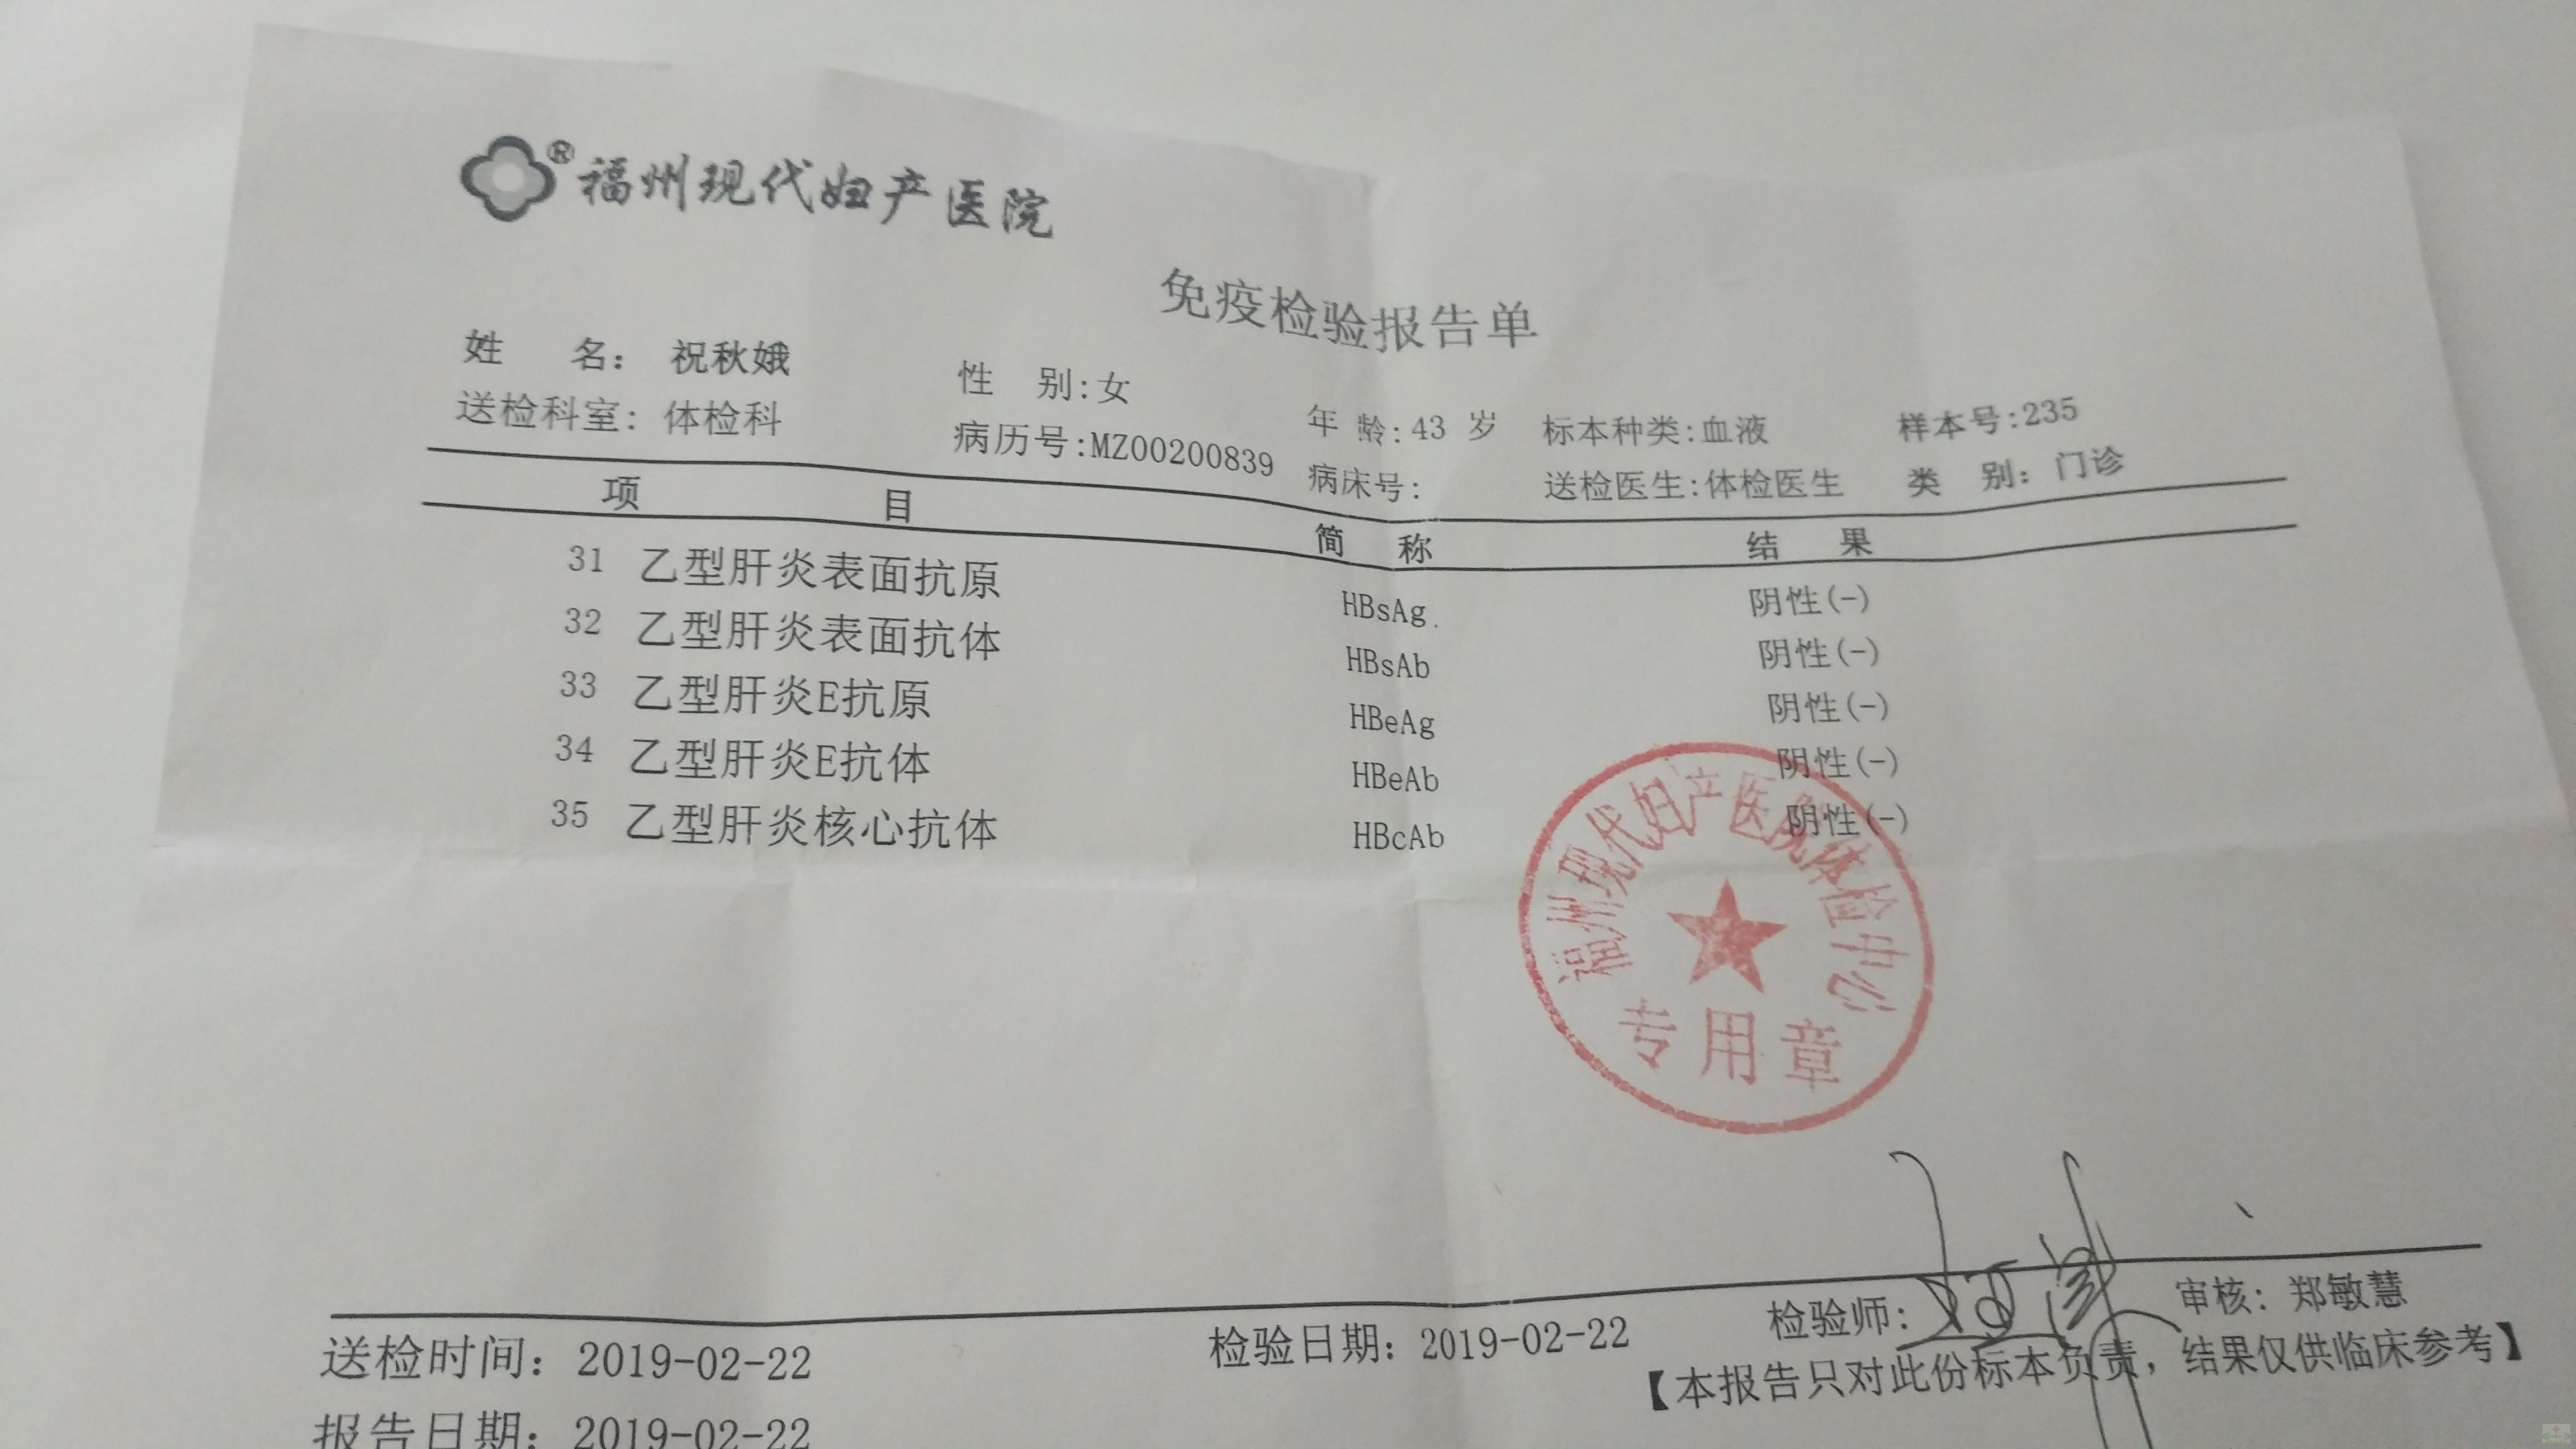 ®福州现代妇产医院
免疫检验报告单
姓 名： 祝秋娥 性 别：女 年 龄：43 岁 标本种类：血液 样本号：235
送检科室： 体检科 病历号：MZ00200839 病床号： 送检医生：体检医生 类 别： 门诊
项 目 简 称 结 果
31 乙型肝炎表面抗原 HBsAg. 阴性(-)
32 乙型肝炎表面抗体 HBsAb 阴性(-)
33 乙型肝炎E抗原 HBeAg 阴性(-)
34 乙型肝炎E抗体 HBeAb 阴性(-)
35 乙型肝炎核心抗体 HBcAb 阴性(-)
福州现代妇产医院体检中心
专用章
送检时间：2019-02-22 检验日期：2019-02-22 检验师： 审核：郑敏慧
报告日期：2019-02-22 【本报告只对此份标本负责，结果仅供临床参考】